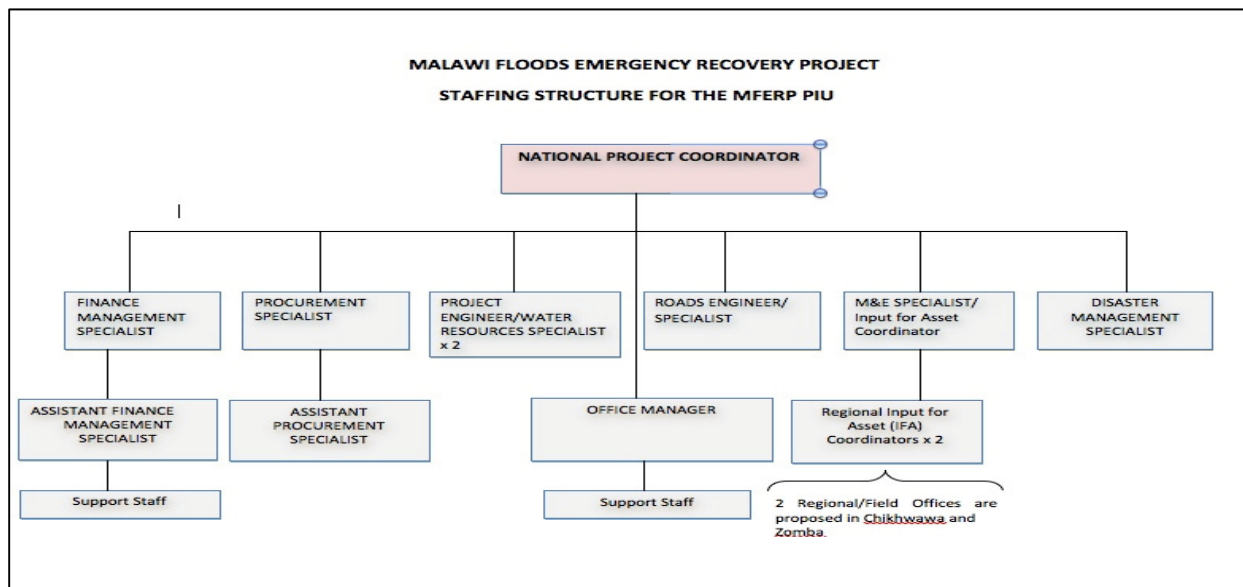 MALAWI FLOODS EMERGENCY RECOVERY PROJECT
STAFFING STRUCTURE FOR THE MFERP PIU
NATIONAL PROJECT COORDINATOR
FINANCE
MANAGEMENT
SPECIALIST
PROCUREMENT
SPECIALIST
PROJECT
ENGINEER/WATER
RESOURCES SPECIALIST
x 2
ROADS ENGINEER/
SPECIALIST
M&E SPECIALIST/
Input for Asset
Coordinator
DISASTER
MANAGEMENT
SPECIALIST
ASSISTANT FINANCE
MANAGEMENT
SPECIALIST
ASSISTANT
PROCUREMENT
SPECIALIST
OFFICE MANAGER
Regional Input for
Asset (IFA)
Coordinators x 2
Support Staff
Support Staff
2 Regional/Field Offices are
proposed in Chikhwawa and
Zomba